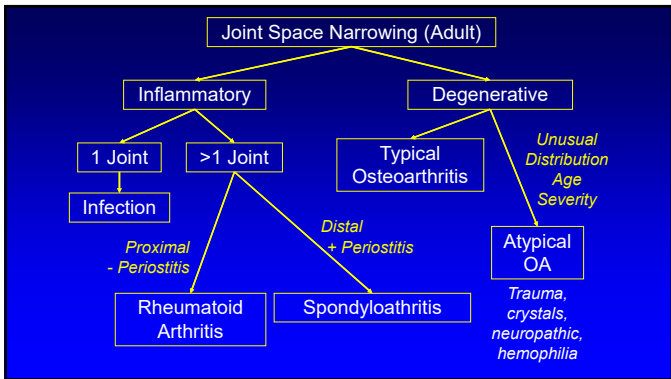 Joint Space Narrowing (Adult)
Inflammatory
Degenerative
1 Joint
>1 Joint
Typical
Osteoarthritis
Unusual
Distribution
Age
Severity
Infection
Proximal
- Periostitis
Distal
+ Periostitis
Atypical
OA
Rheumatoid
Arthritis
Spondyloathritis
Trauma,
crystals,
neuropathic,
hemophilia